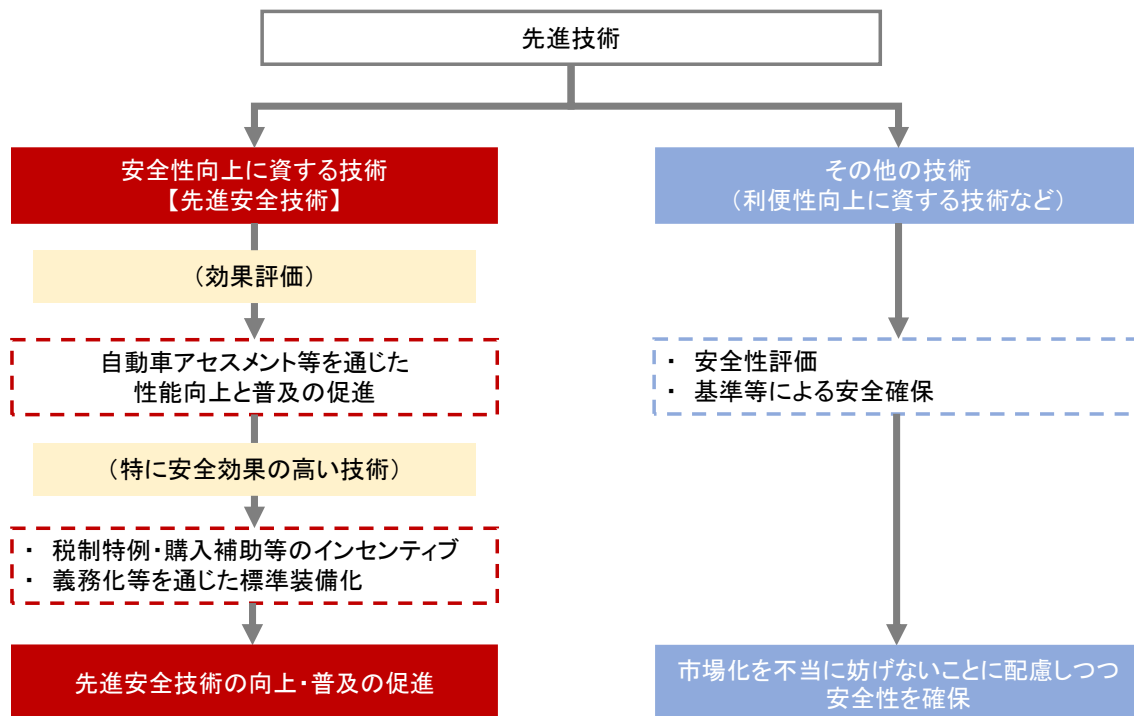 先進技術
安全性向上に資する技術
【先進安全技術】
（効果評価）
自動車アセスメント等を通じた
性能向上と普及の促進
（特に安全効果の高い技術）
・ 税制特例・購入補助等のインセンティブ
・ 義務化等を通じた標準装備化
先進安全技術の向上・普及の促進
その他の技術
（利便性向上に資する技術など）
・ 安全性評価
・ 基準等による安全確保
市場化を不当に妨げないことに配慮しつつ
安全性を確保